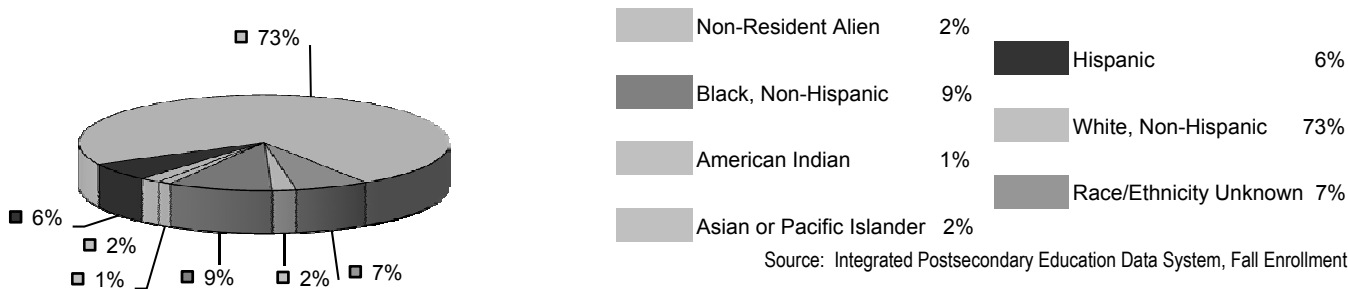 73%
6%
2%
1%
9%
2%
7%
Non-Resident Alien 2%
Black, Non-Hispanic 9%
American Indian 1%
Asian or Pacific Islander 2%
Hispanic 6%
White, Non-Hispanic 73%
Race/Ethnicity Unknown 7%
Source: Integrated Postsecondary Education Data System, Fall Enrollment